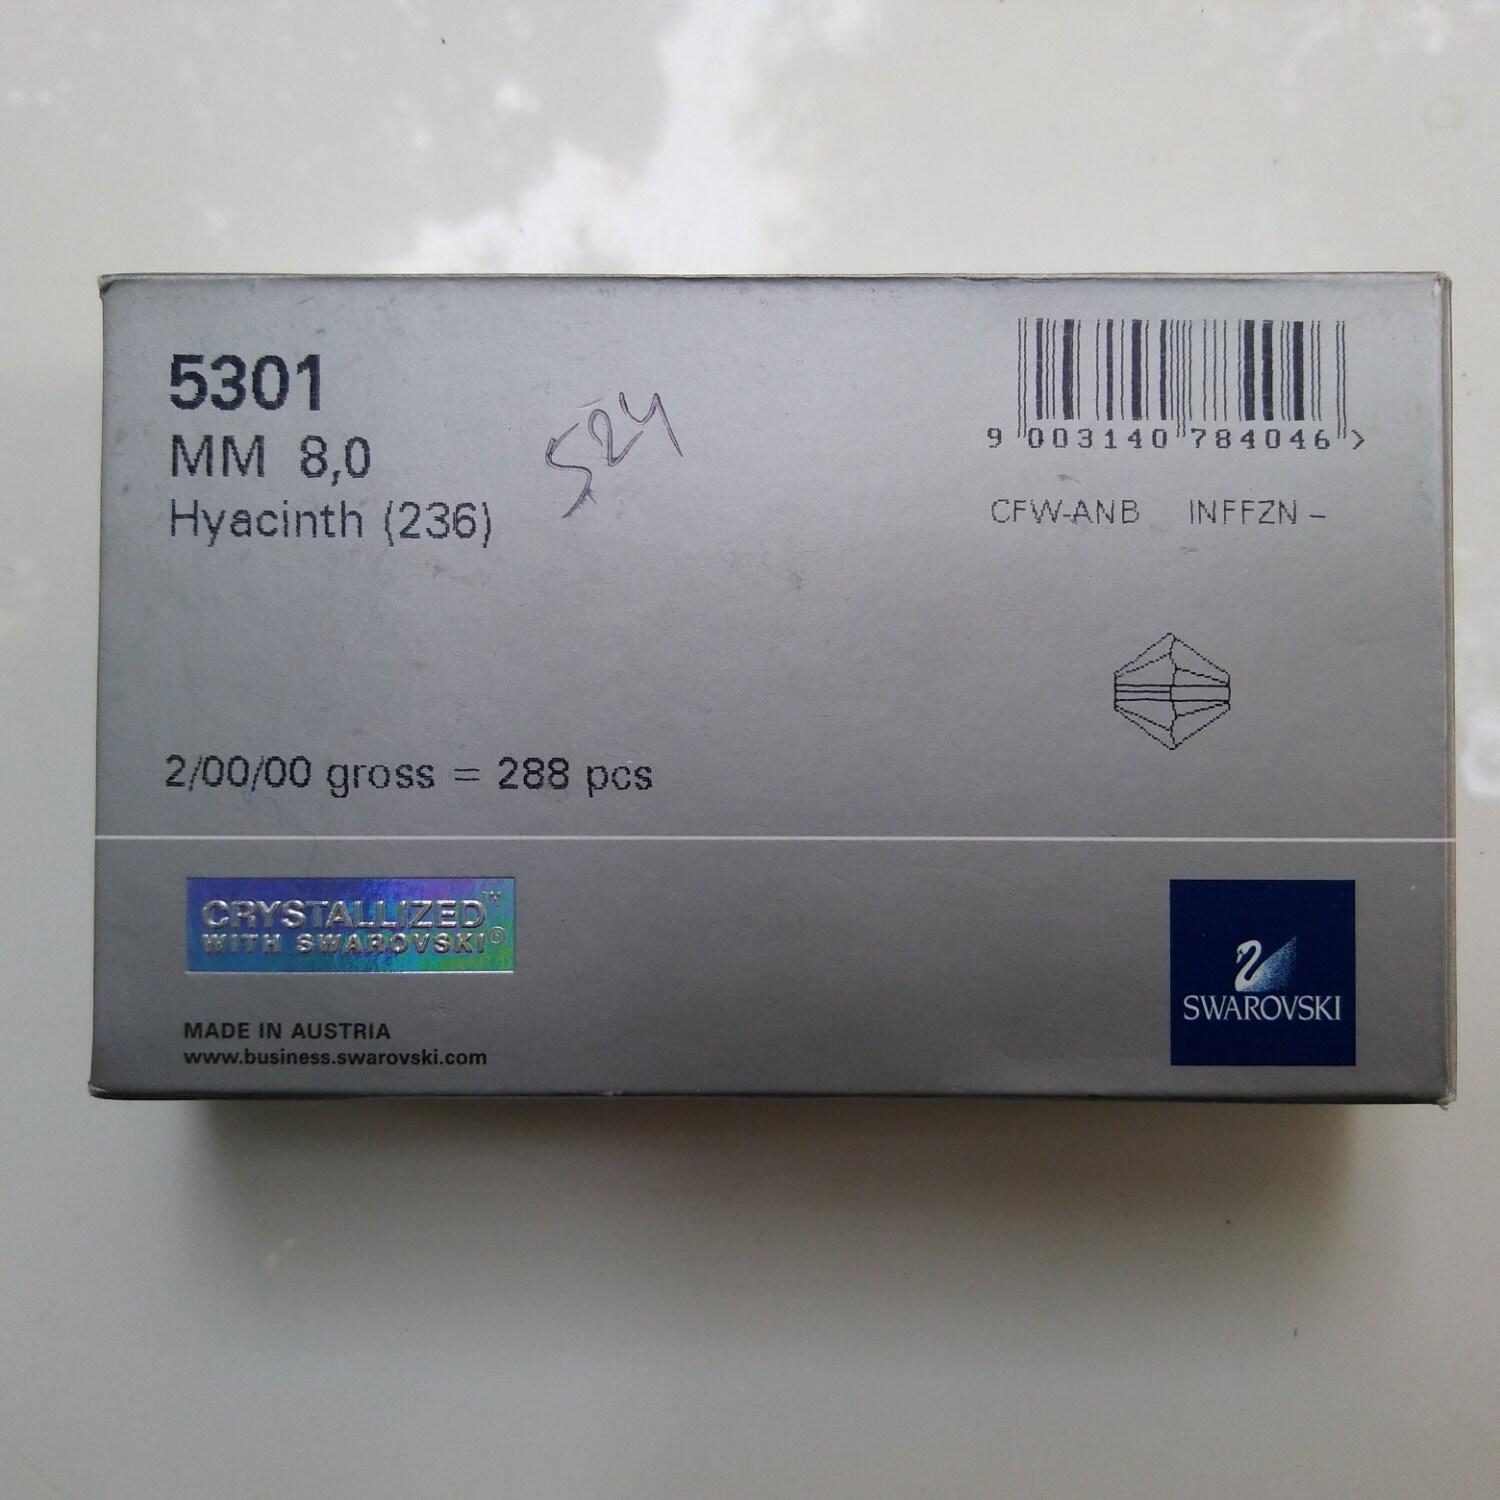 5301
MM 8,0
Hyacinth (236)
524
9 003140 784046 >
CFW-ANB INFFZN -
2/00/00 gross = 288 pcs
CRYSTALLIZED™
WITH SWAROVSKI®
MADE IN AUSTRIA
www.business.swarovski.com
SWAROVSKI